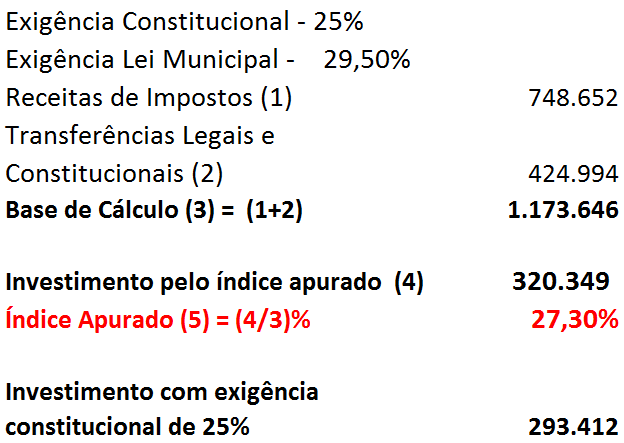 Exigência Constitucional - 25%
Exigência Lei Municipal - 29,50%
Receitas de Impostos (1) 748.652
Transferências Legais e
Constitucionais (2) 424.994
Base de Cálculo (3) = (1+2) 1.173.646
Investimento pelo índice apurado (4) 320.349
Índice Apurado (5) = (4/3)% 27,30%
Investimento com exigência
constitucional de 25% 293.412